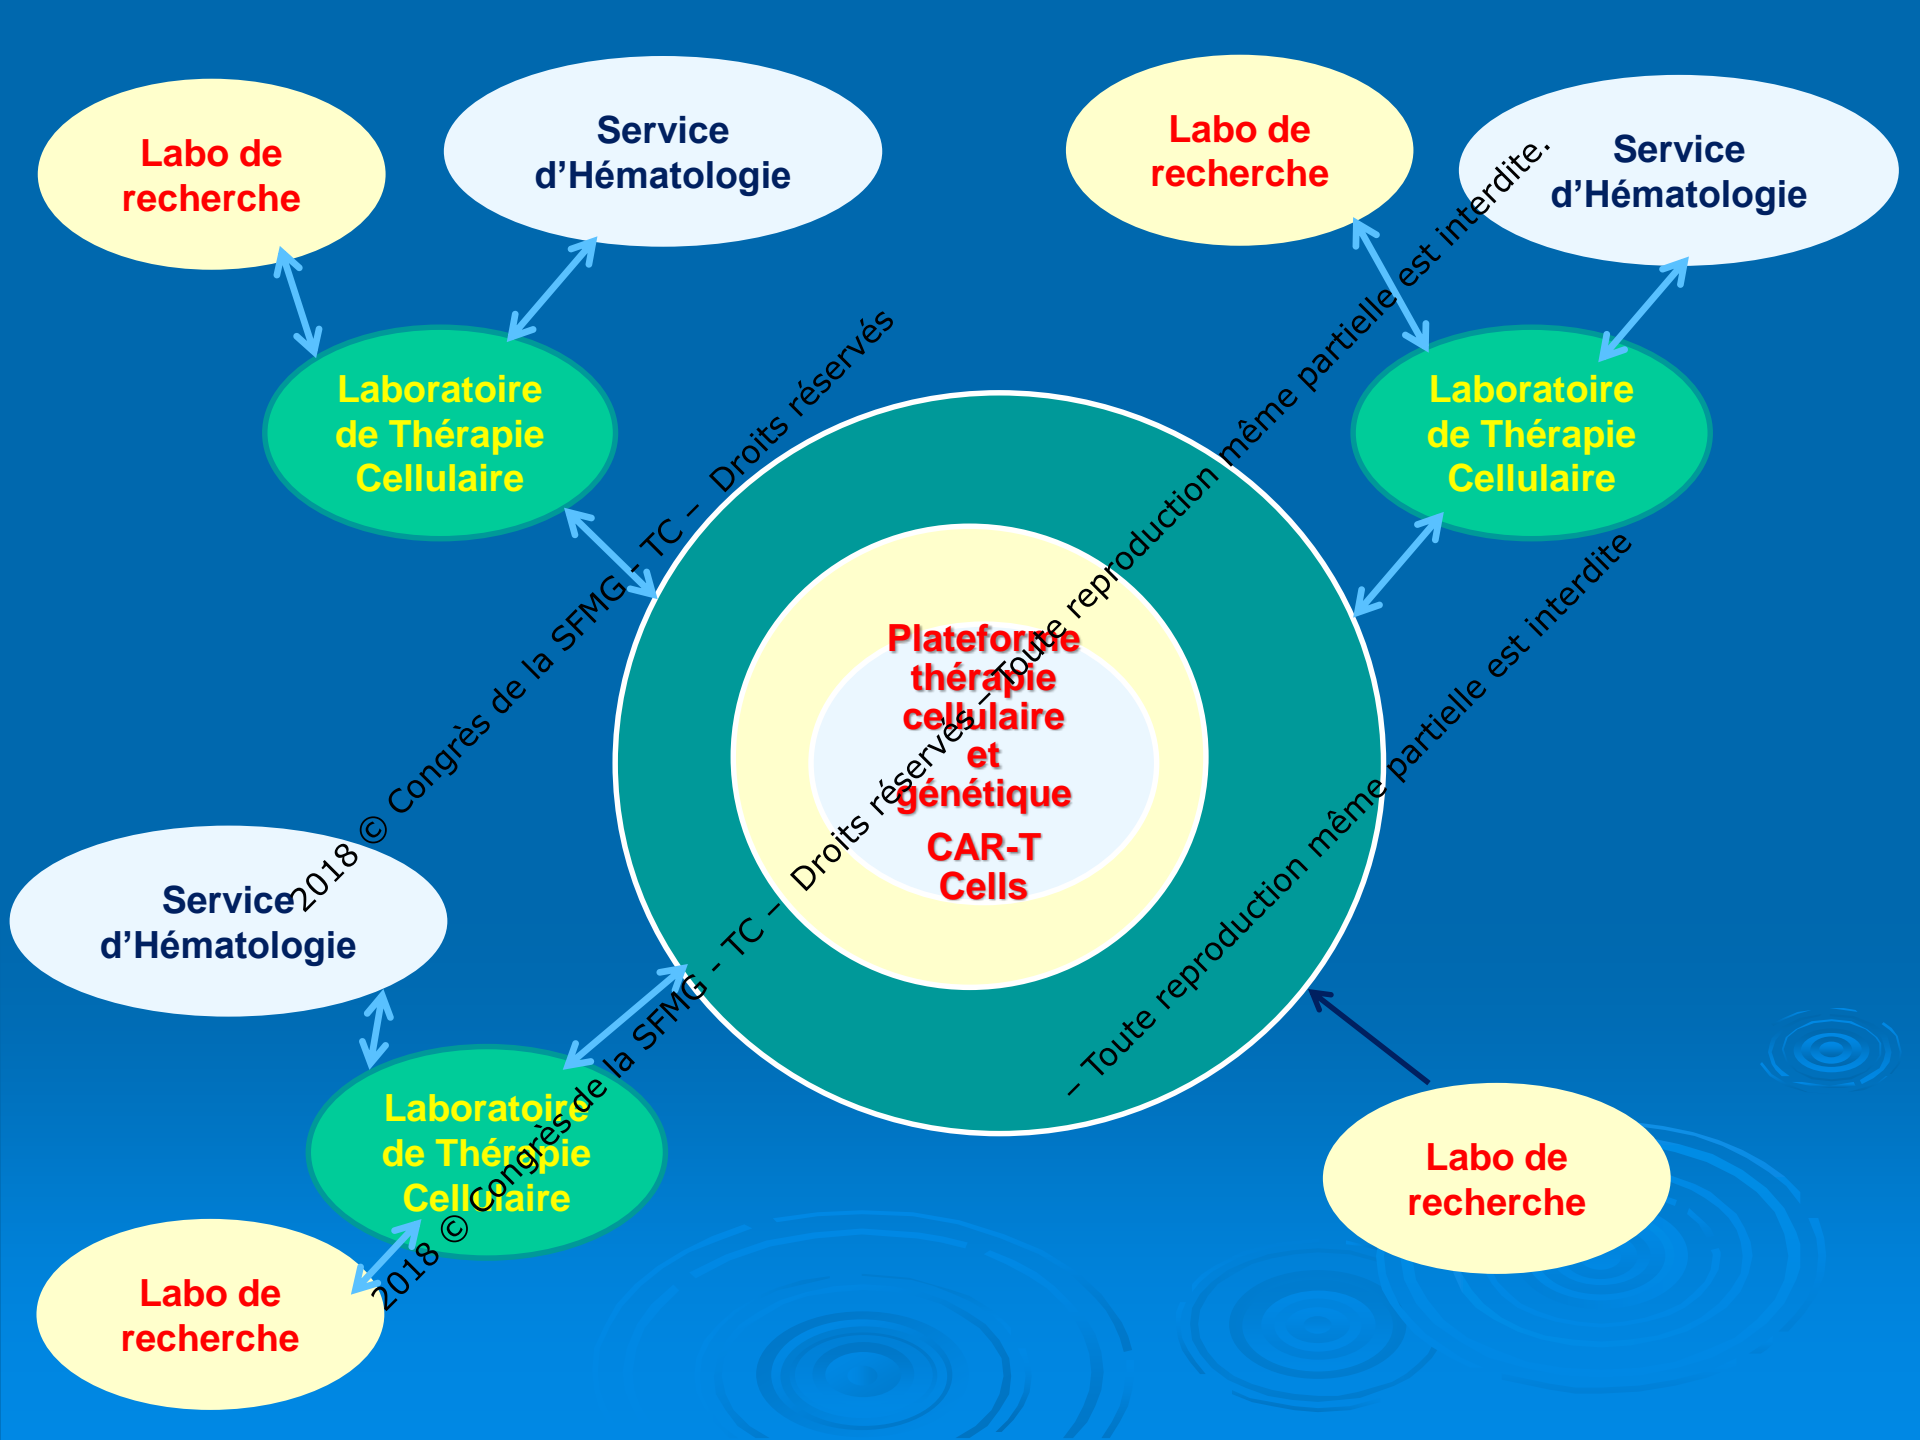 Labo de
recherche
Service
d’Hématologie
Labo de
recherche
Service
d’Hématologie
Laboratoire
de Thérapie
Cellulaire
Laboratoire
de Thérapie
Cellulaire
Plateforme
thérapie
cellulaire
et
génétique
CAR-T
Cells
Service
d’Hématologie
Laboratoire
de Thérapie
Cellulaire
Labo de
recherche
Labo de
recherche
2018 © Congrès de la SFMG - TC – Droits réservés
– Toute reproduction même partielle est interdite
2018 © Congrès de la SFMG - TC – Droits réservés – Toute reproduction même partielle est interdite.